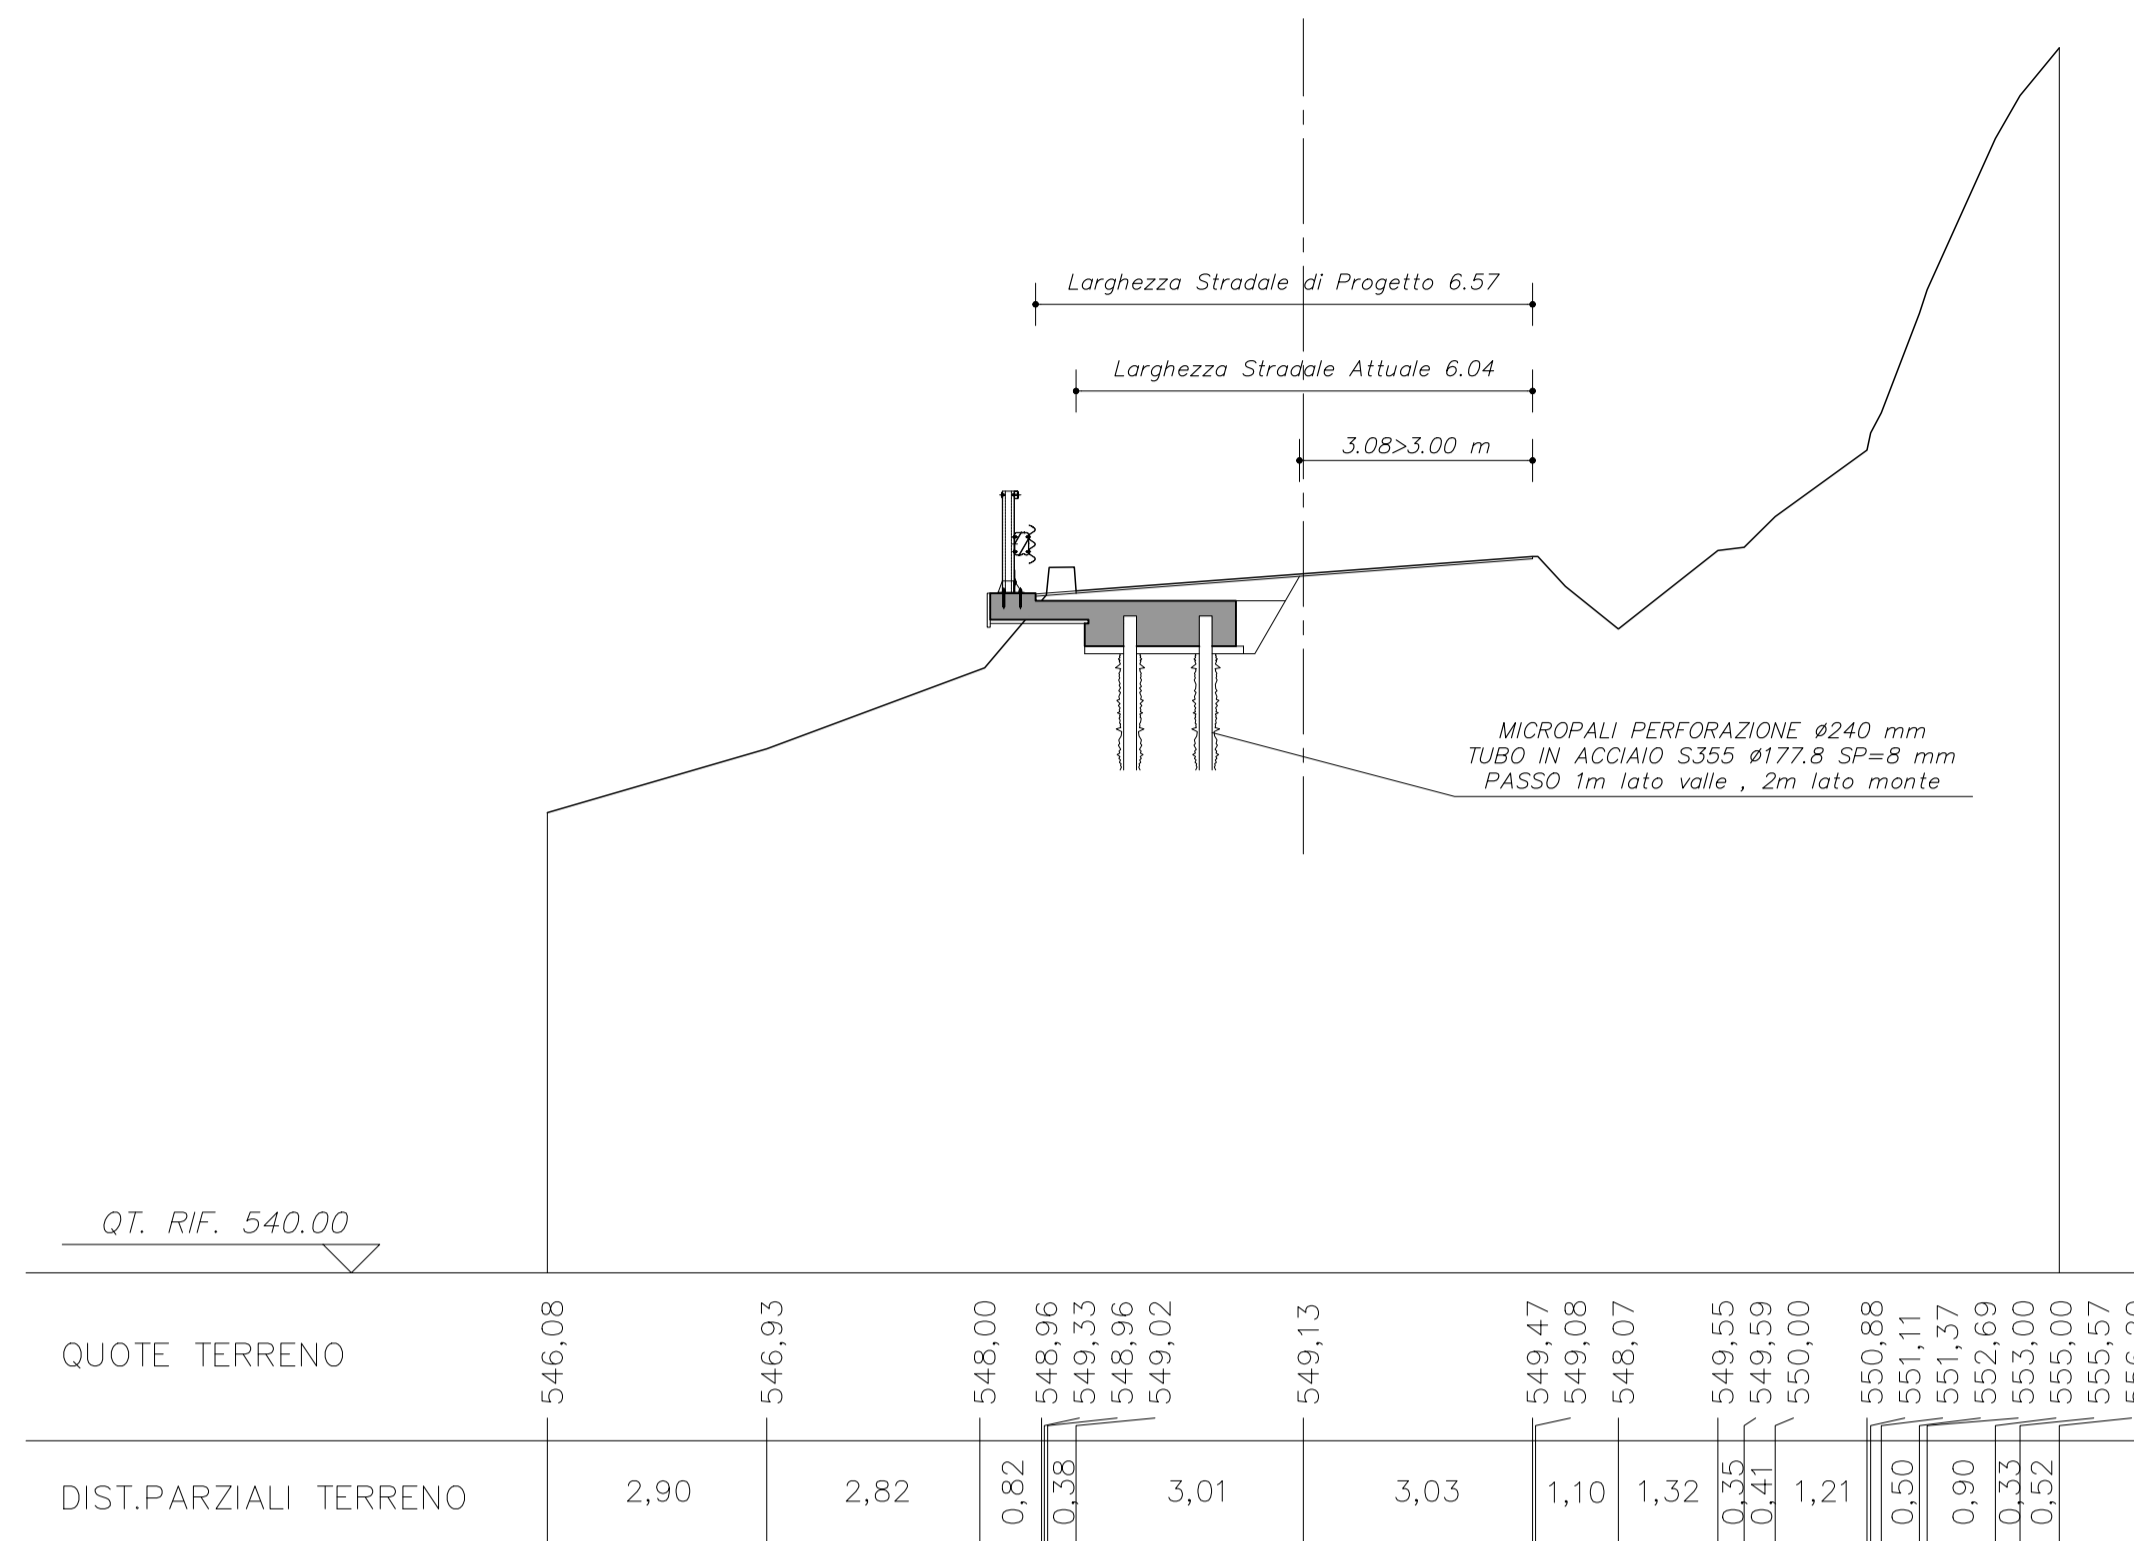 Larghezza Stradale di Progetto 6.57
Larghezza Stradale Attuale 6.04
3.08>3.00 m
MICROPALI PERFORAZIONE ø240 mm
TUBO IN ACCIAIO S355 ø177.8 SP=8 mm
PASSO 1m lato valle , 2m lato monte
QT. RIF. 540.00
QUOTE TERRENO 546,08 546,93 548,00 548,96 549,33 548,96 549,02 549,13 549,47 549,08 548,07 549,55 549,59 550,00 550,88 551,11 551,37 552,69 553,00 555,00 555,57
DIST.PARZIALI TERRENO 2,90 2,82 0,82 0,38 3,01 3,03 1,10 1,32 0,35 0,41 1,21 0,50 0,90 0,33 0,52